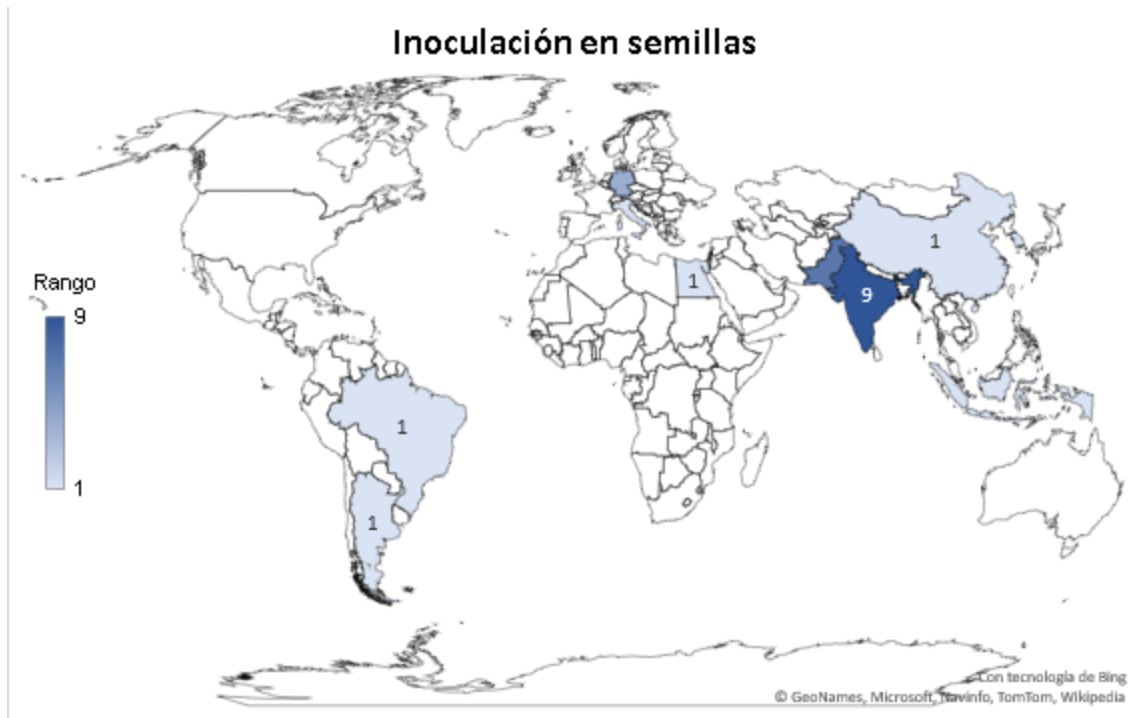 Inoculación en semillas
1
1
9
Rango
9
1
1
1
Con tecnología de Bing
© GeoNames, Microsoft, Navinfo, TomTom, Wikipedia